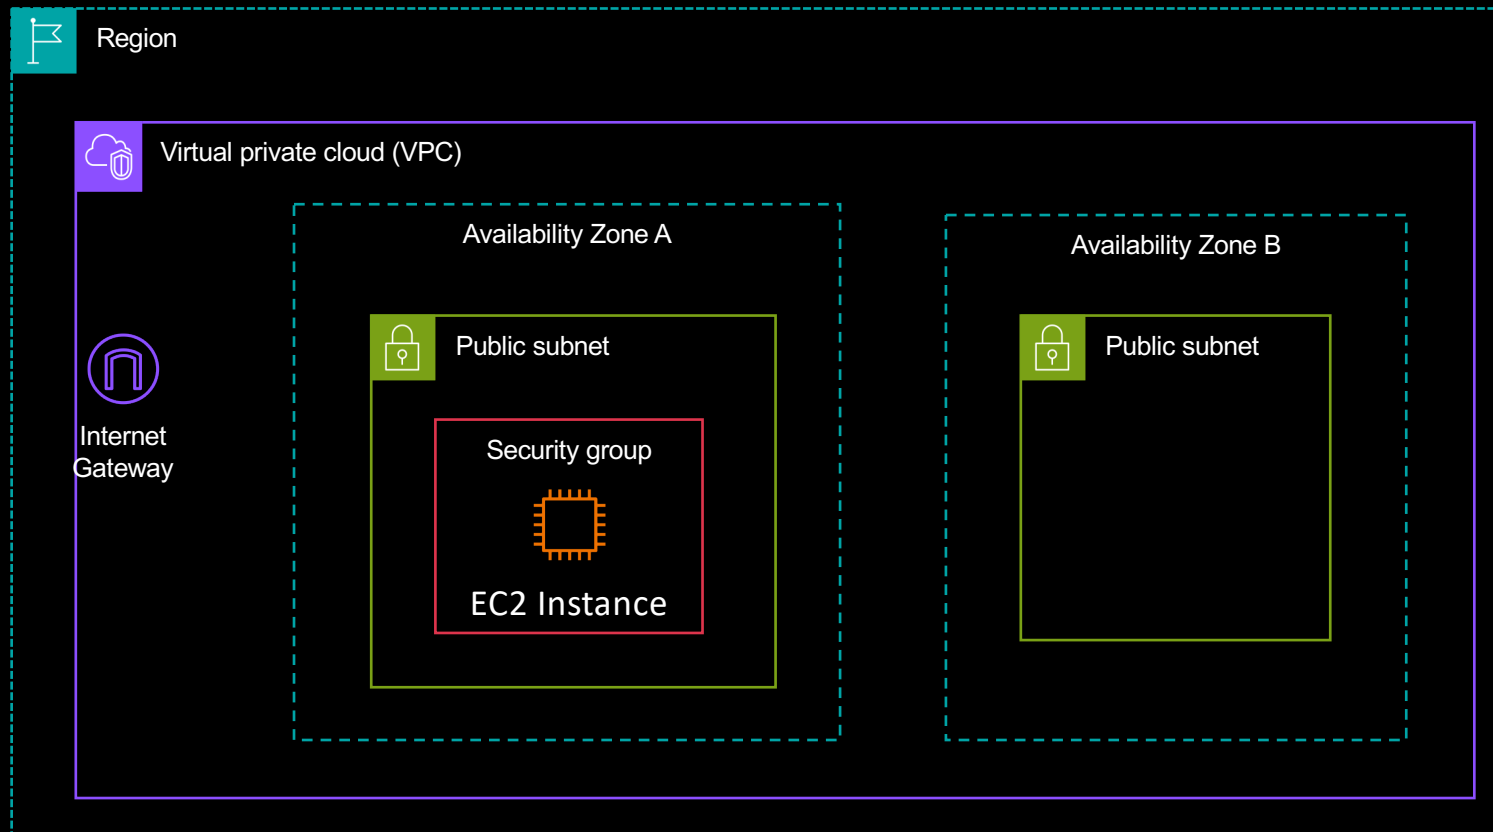 Region
Virtual private cloud (VPC)
Availability Zone A
Availability Zone B
Public subnet
Public subnet
Internet
Gateway
Security group
EC2 Instance